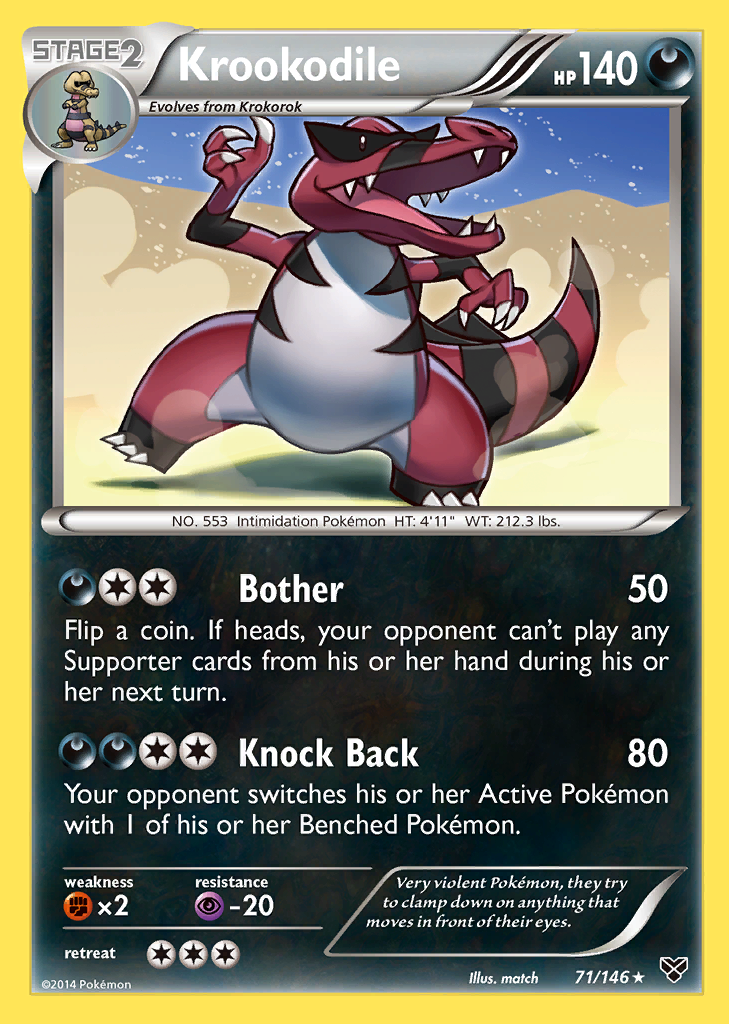 STAGE2
Krookodile
HP 140
Evolves from Krokorok
NO. 553 Intimidation Pokémon HT: 4'11" WT: 212.3 lbs.
Bother 50
Flip a coin. If heads, your opponent can't play any
Supporter cards from his or her hand during his or
her next turn.
Knock Back 80
Your opponent switches his or her Active Pokémon
with 1 of his or her Benched Pokémon.
weakness resistance
×2 -20
Very violent Pokémon, they try
to clamp down on anything that
moves in front of their eyes.
retreat
©2014 Pokémon
Illus. match 71/146 ★